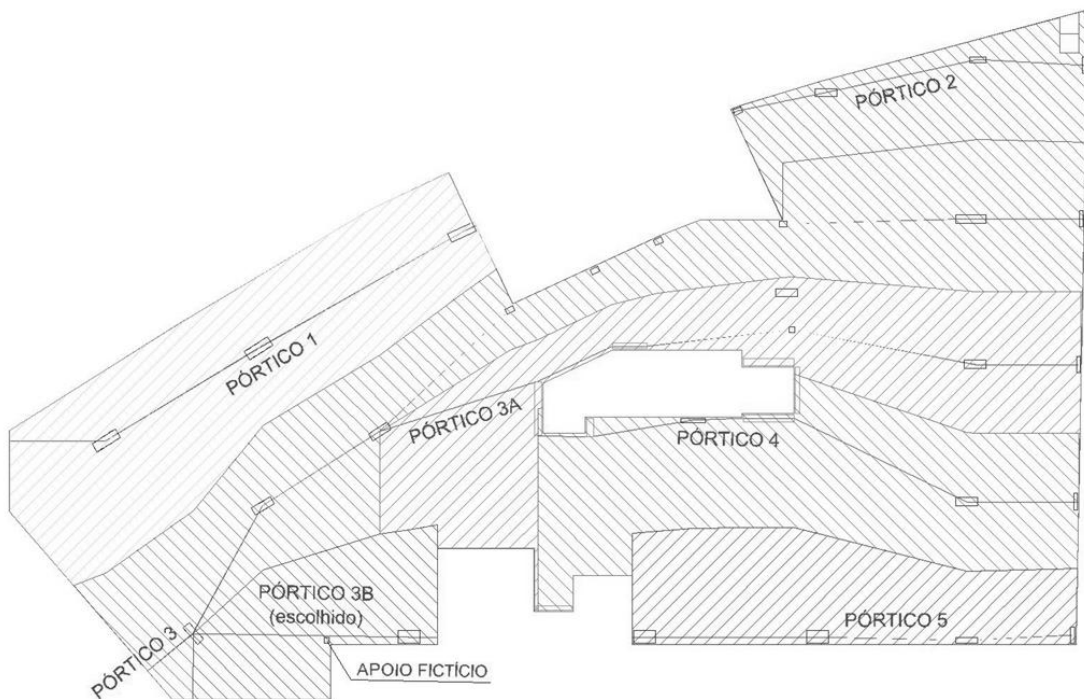 PÓRTICO 2
PÓRTICO 1
PÓRTICO 3A
PÓRTICO 4
PÓRTICO 3B
(escolhido)
PÓRTICO 5
PÓRTICO 3
APOIO FICTÍCIO